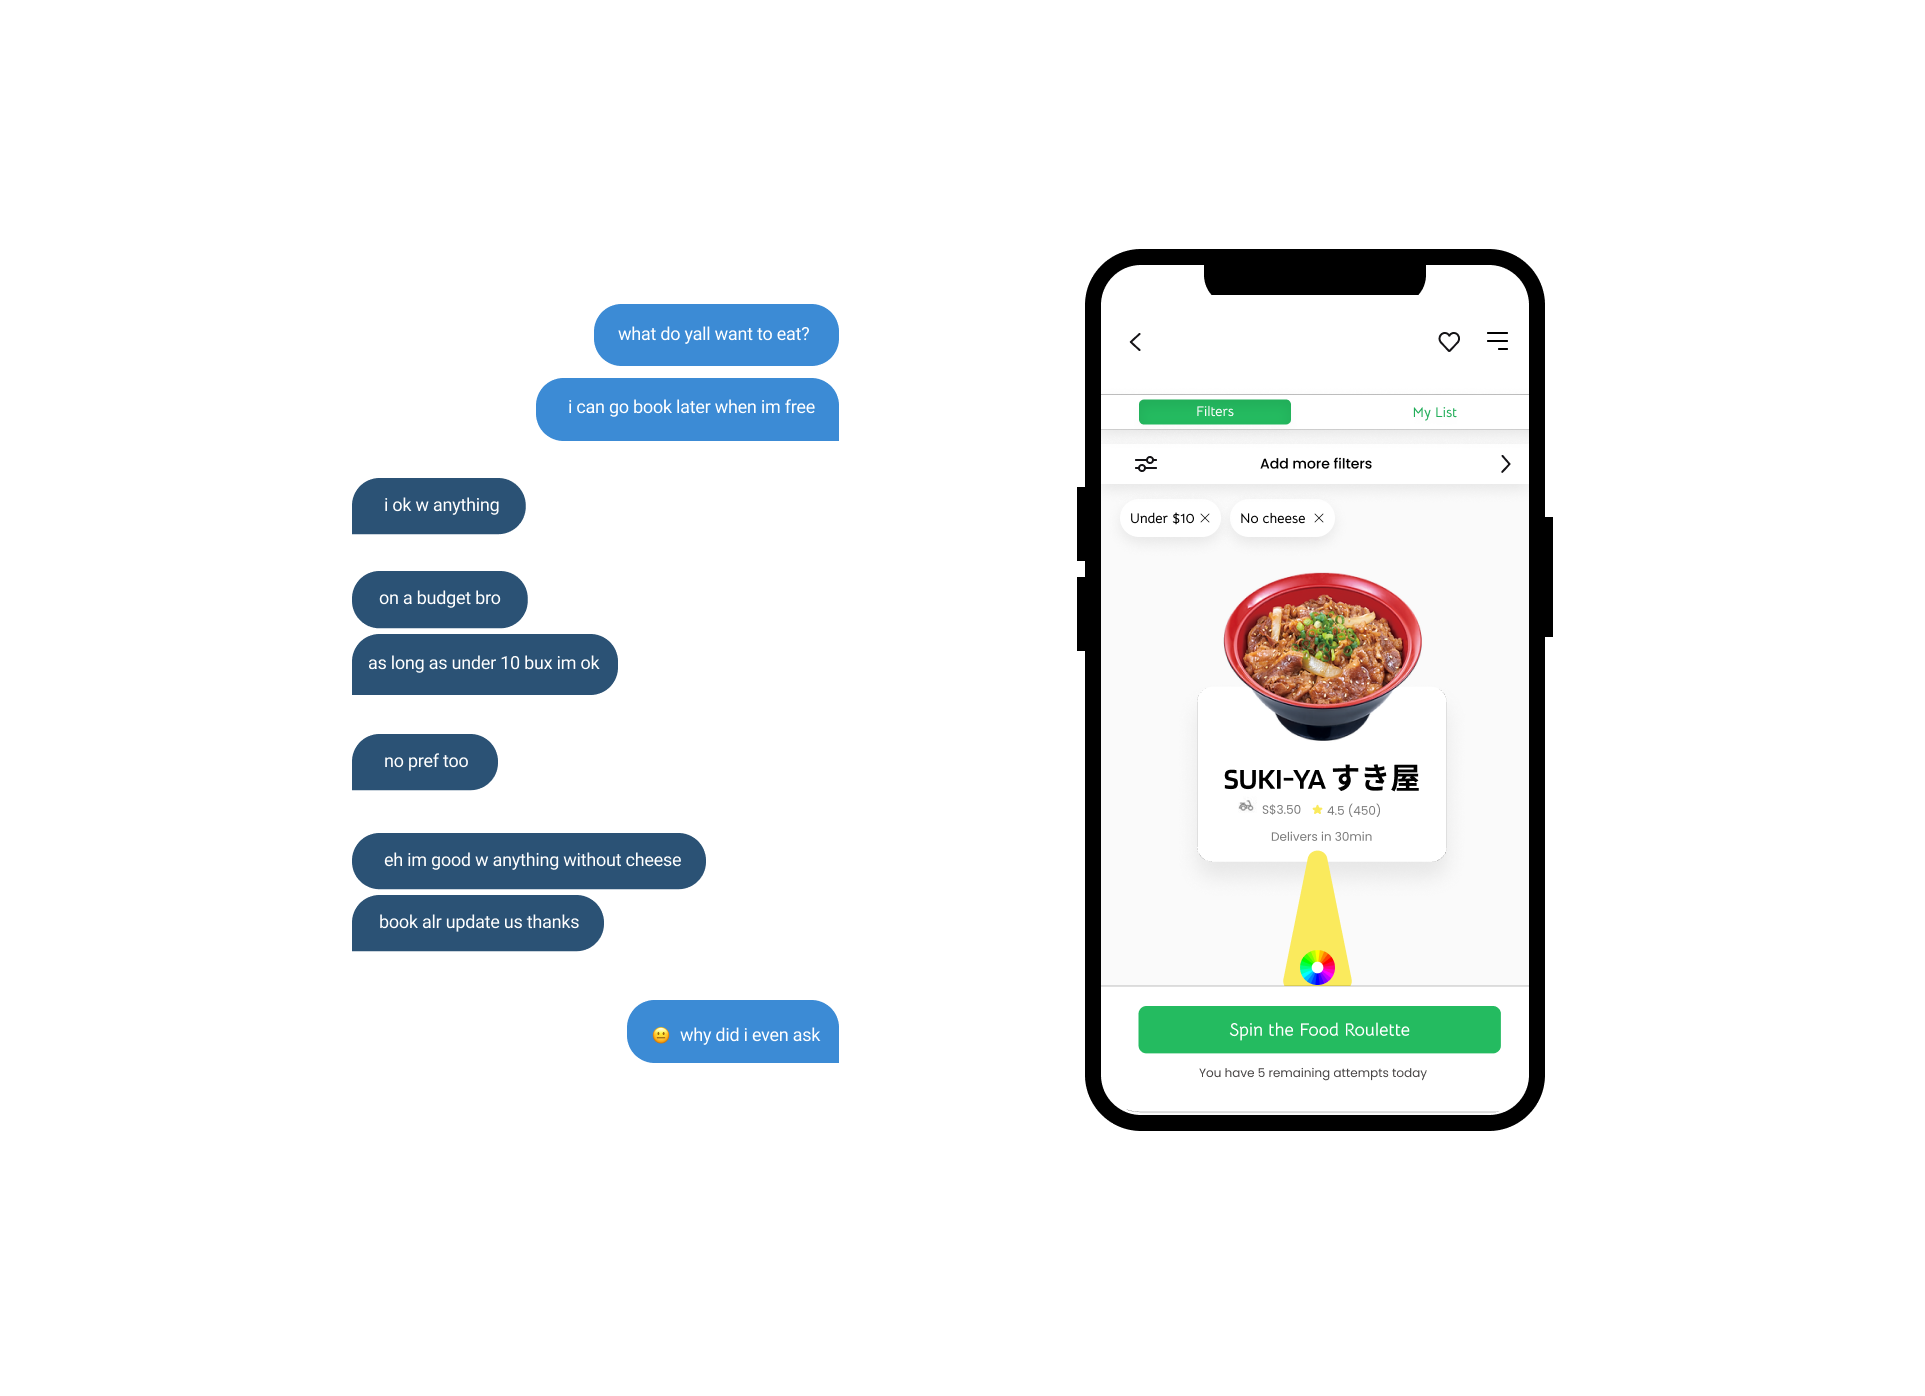 what do yall want to eat?
i can go book later when im free
i ok w anything
on a budget bro
as long as under 10 bux im ok
no pref too
eh im good w anything without cheese
book alr update us thanks
😐 why did i even ask
Filters
My List
Add more filters
Under $10
No cheese
SUKI-YA すき屋
S$3.50 4.5 (450)
Delivers in 30min
Spin the Food Roulette
You have 5 remaining attempts today